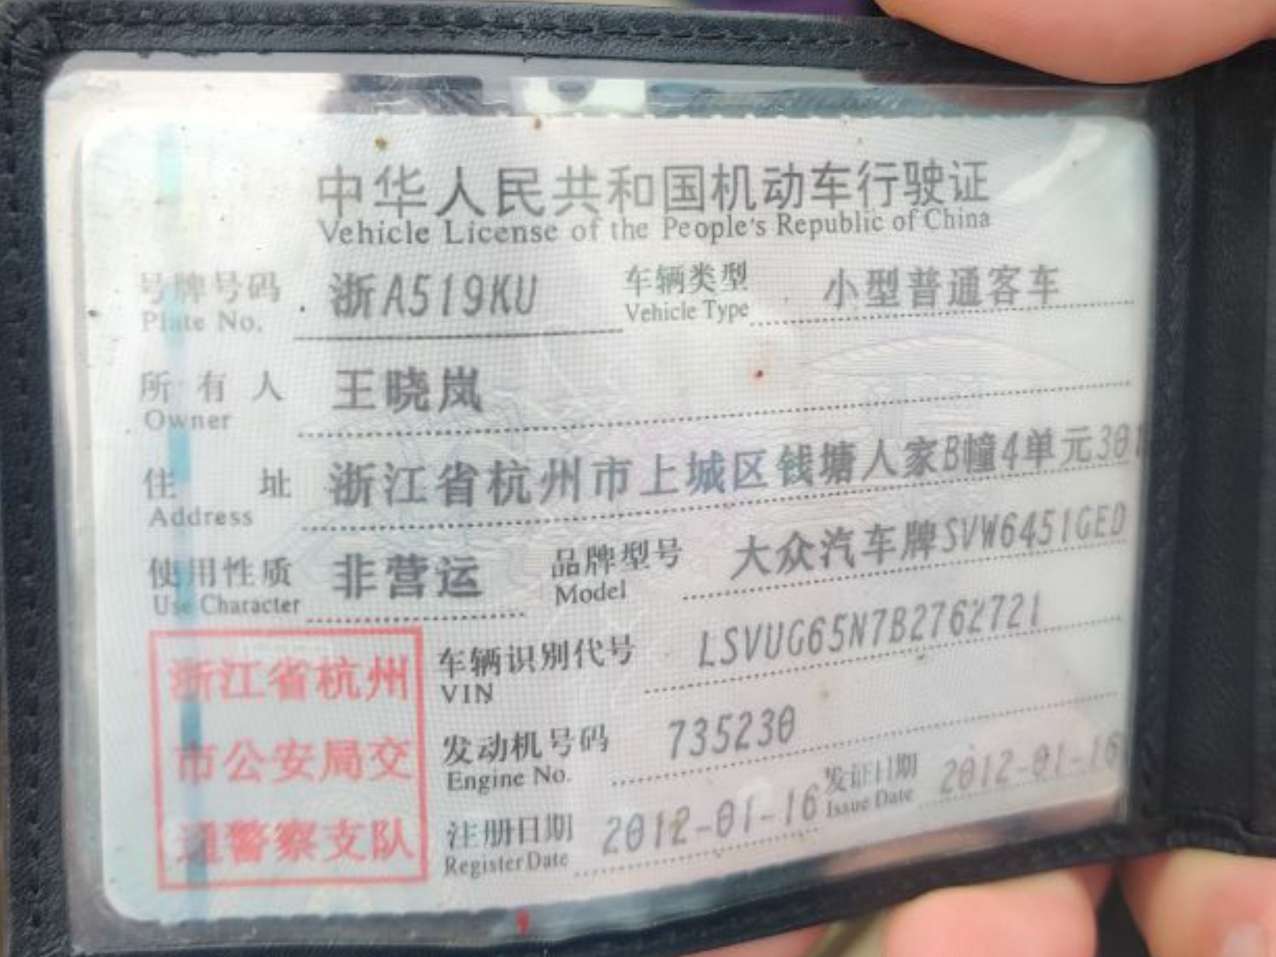 中华人民共和国机动车行驶证
Vehicle License of the People's Republic of China
号牌号码 浙A519KU 车辆类型 小型普通客车
Plate No. Vehicle Type
所有人 王晓岚
Owner
住址 浙江省杭州市上城区钱塘人家B幢4单元301
Address
使用性质 非营运 品牌型号 大众汽车牌SVW6451GED
Use Character Model
浙江省杭州
市公安局交
通警察支队
车辆识别代号 LSVUG65N7B2762721
VIN
发动机号码 735230
Engine No.
注册日期 2012-01-16 发证日期 2012-01-16
Register Date Issue Date